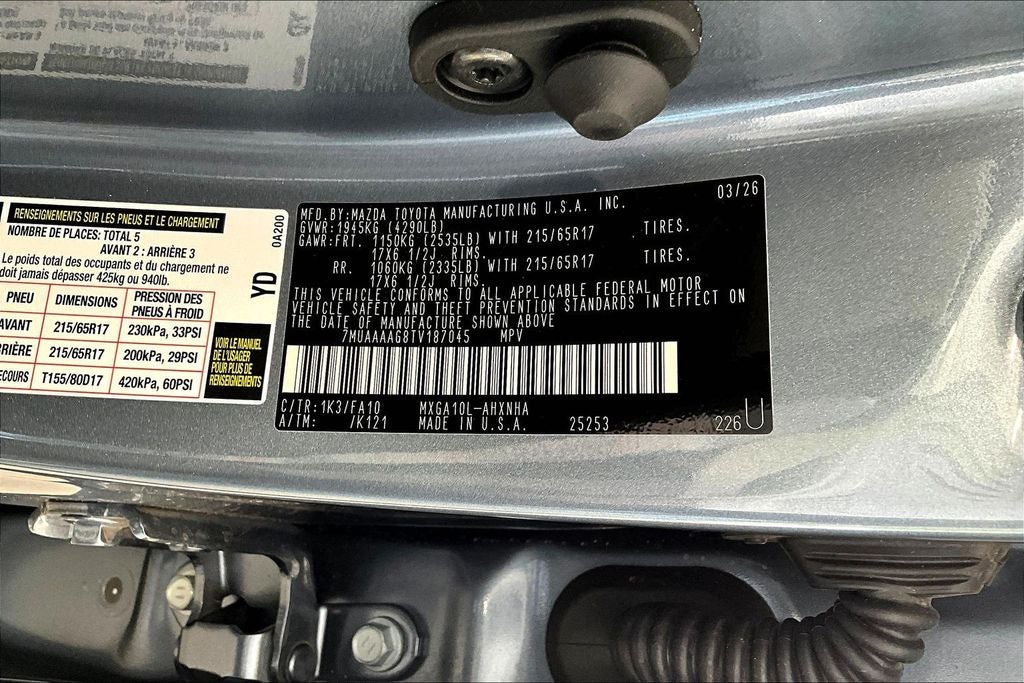 RENSEIGNEMENTS SUR LES PNEUS ET LE CHARGEMENT
NOMBRE DE PLACES: TOTAL 5
AVANT 2 : ARRIÈRE 3
Le poids total des occupants et du chargement ne
doit jamais dépasser 425kg ou 940lb.
PNEU DIMENSIONS PRESSION DES PNEUS À FROID
AVANT 215/65R17 230kPa, 33PSI
215/65R17 200kPa, 29PSI
T155/80D17 420kPa, 60PSI
VOIR LE MANUEL
DE L'USAGER
POUR PLUS DE
RENSEIGNEMENTS
0A200
YD
03/26
MFD.BY:MAZDA TOYOTA MANUFACTURING U.S.A. INC.
GVWR:1945KG (4290LB)
GAWR:FRT. 1150KG (2535LB) WITH 215/65R17 TIRES.
17X6 1/2J RIMS.
RR. 1060KG (2335LB) WITH 215/65R17 TIRES.
17X6 1/2J RIMS.
THIS VEHICLE CONFORMS TO ALL APPLICABLE FEDERAL MOTOR
VEHICLE SAFETY AND THEFT PREVENTION STANDARDS IN EFFECT ON
THE DATE OF MANUFACTURE SHOWN ABOVE
7MUAAAAG8TV187045 MPV
C/TR:1K3/FA10 MXGA10L-AHXNHA
A/TM: /K121 MADE IN U.S.A. 25253 226U